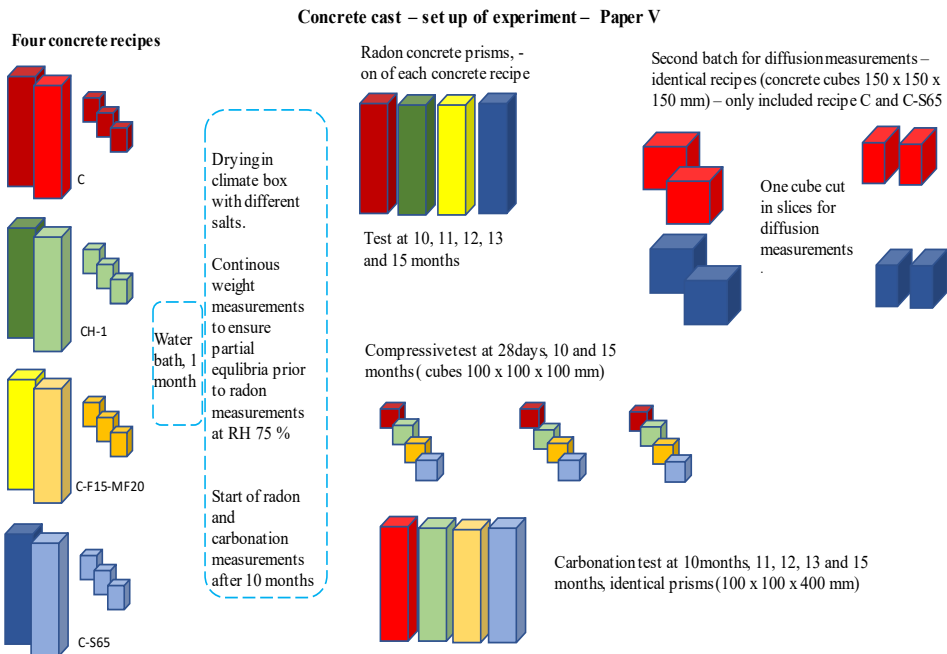 Concrete cast – set up of experiment – Paper V
Four concrete recipes
C
CH-1
C-F15-MF20
C-S65
Water
bath, 1
month
Drying in
climate box
with different
salts.
Continous
weight
measurements
to ensure
partial
equlibria prior
to radon
measurements
at RH 75 %
Start of radon
and
carbonation
measurements
after 10 months
Radon concrete prisms, -
on of each concrete recipe
Test at 10, 11, 12, 13
and 15 months
Second batch for diffusion measurements –
identical recipes (concrete cubes 150 x 150 x
150 mm) – only included recipe C and C-S65
One cube cut
in slices for
diffusion
measurements
.
Compressive test at 28days, 10 and 15
months ( cubes 100 x 100 x 100 mm)
Carbonation test at 10months, 11, 12, 13 and 15
months, identical prisms (100 x 100 x 400 mm)